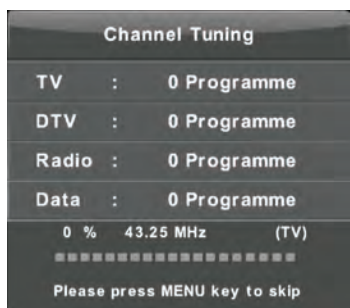 Channel Tuning
TV : 0 Programme
DTV : 0 Programme
Radio : 0 Programme
Data : 0 Programme
0 % 43.25 MHz (TV)
Please press MENU key to skip